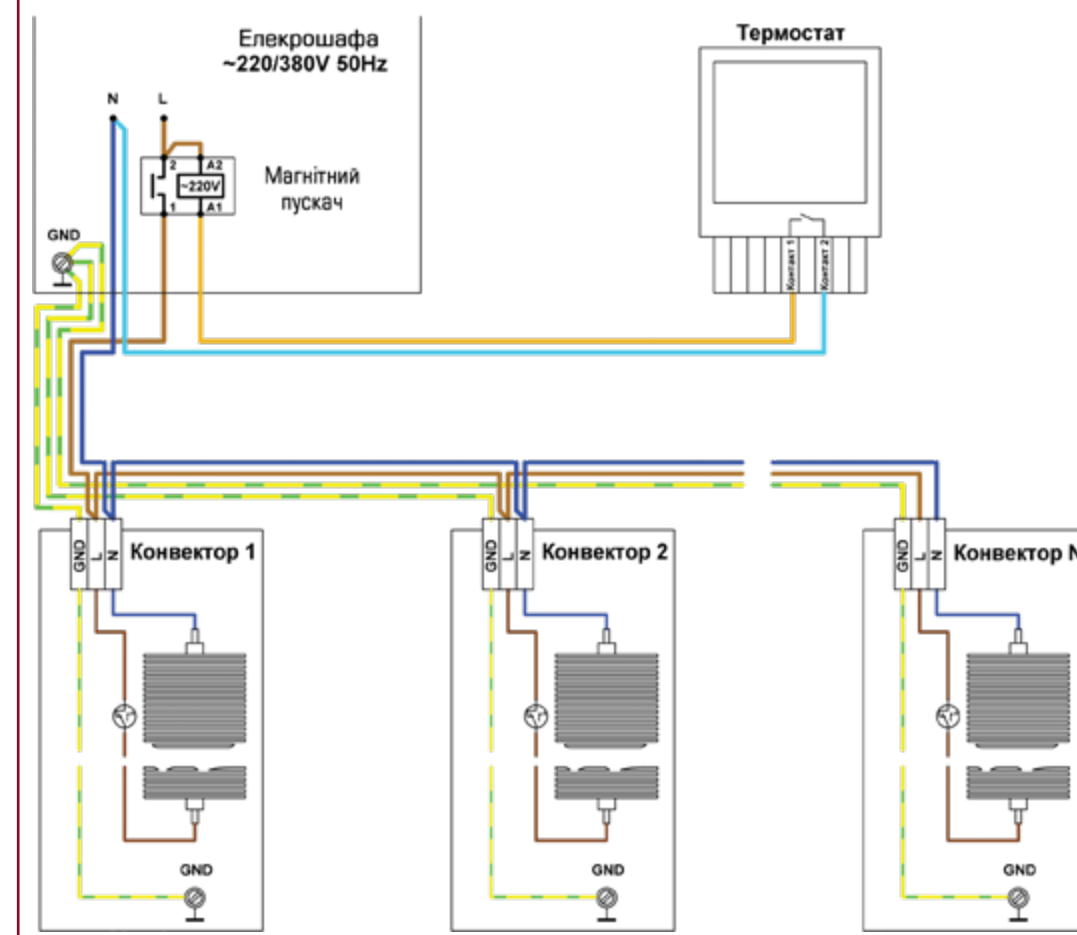 Елекрошафа
~220/380V 50Hz
Термостат
N
L
2
A2
~220V
1
A1
Магнітний
пускач
GND
Контакт 1
Контакт 2
GND
L
N
Конвектор 1
GND
L
N
Конвектор 2
GND
L
N
Конвектор N
GND
GND
GND